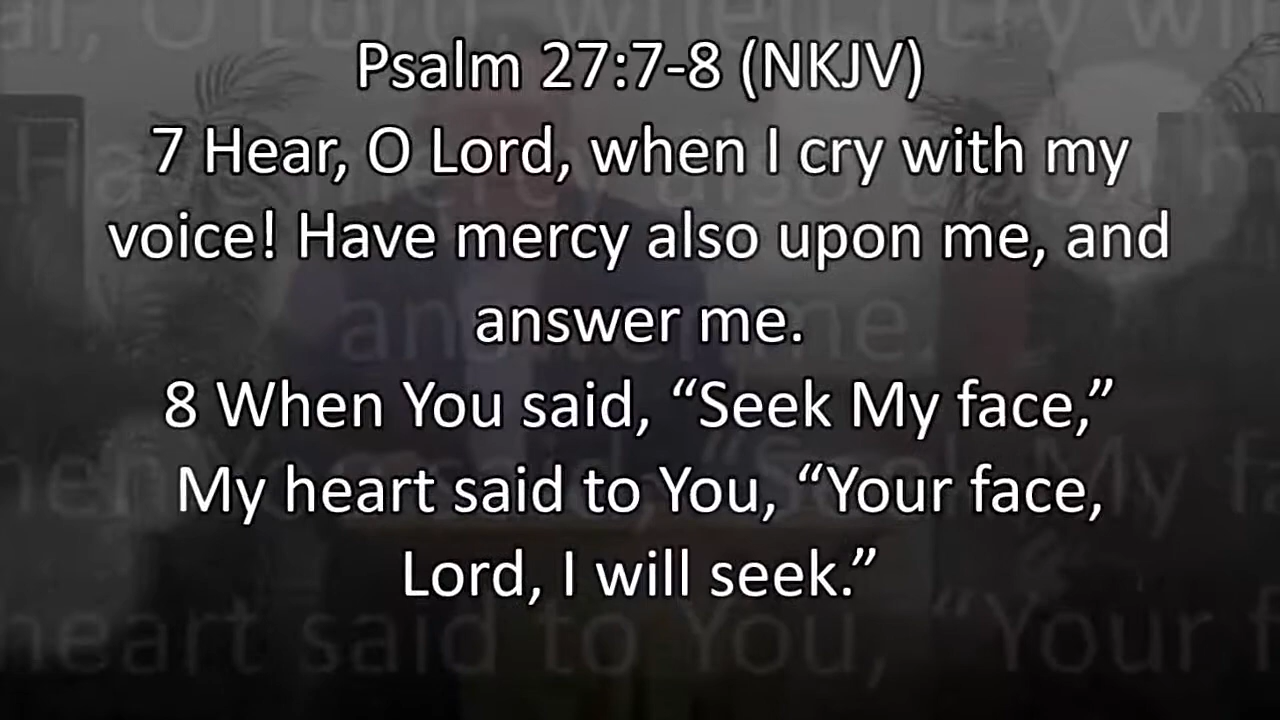 Psalm 27:7-8 (NKJV)
7 Hear, O Lord, when I cry with my
voice! Have mercy also upon me, and
answer me.
8 When You said, “Seek My face,”
My heart said to You, “Your face,
Lord, I will seek.”